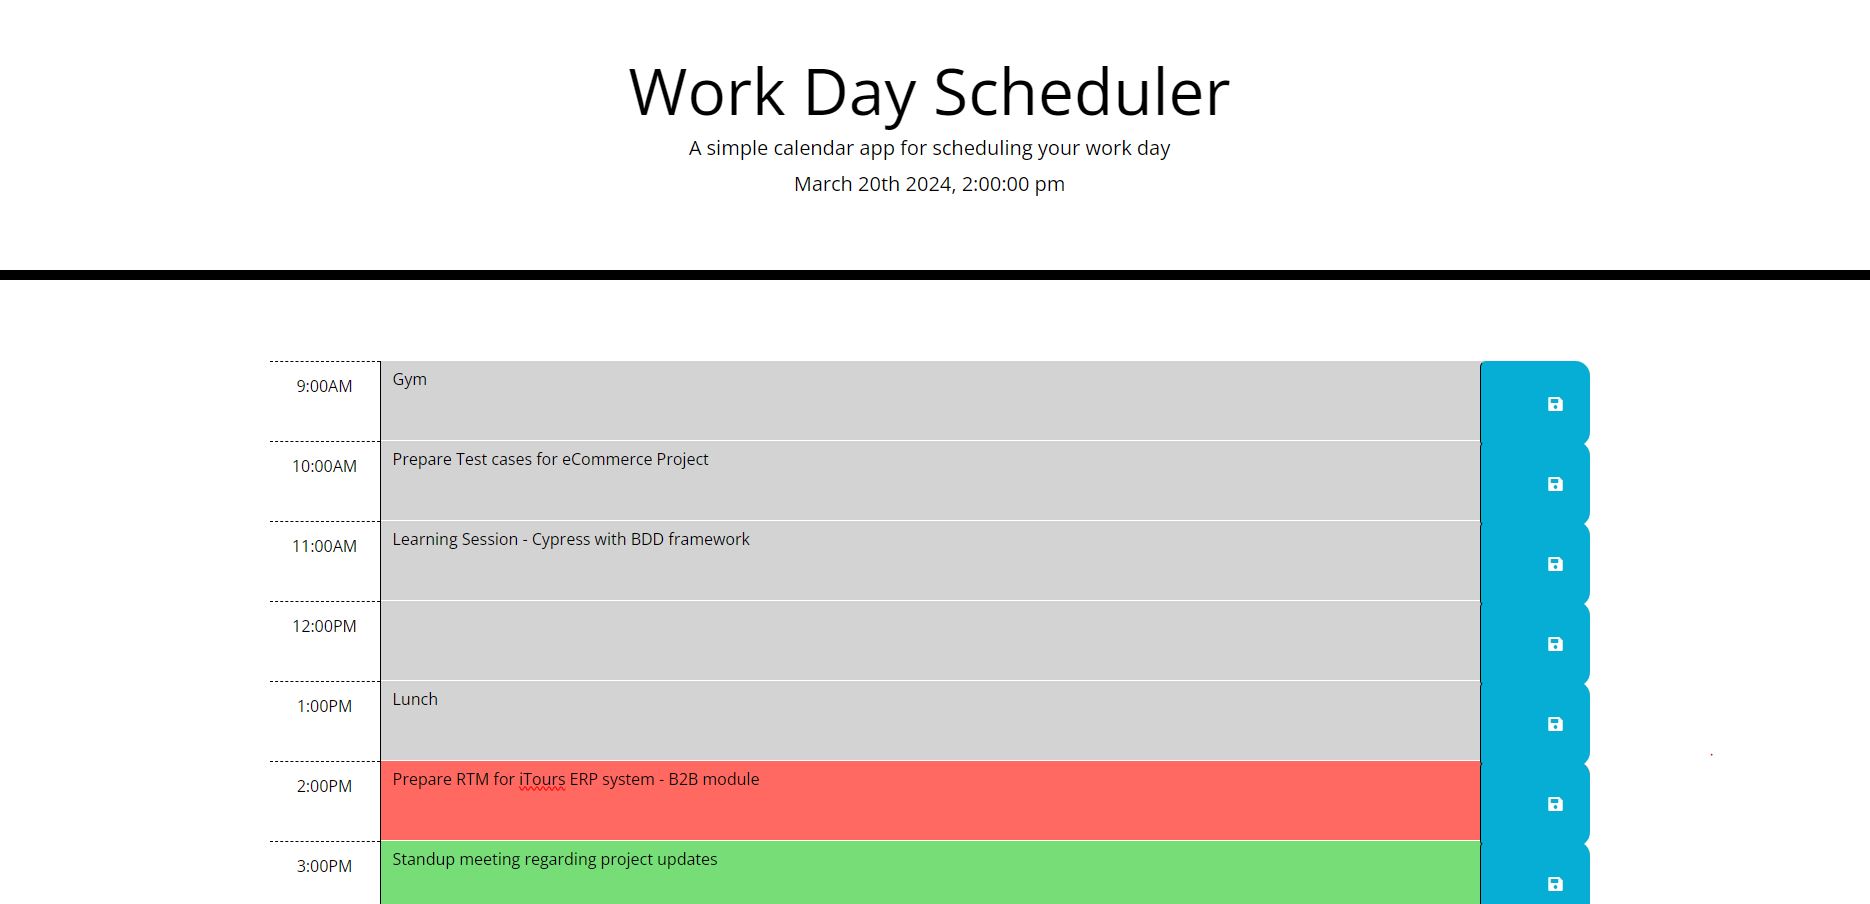 Work Day Scheduler
A simple calendar app for scheduling your work day
March 20th 2024, 2:00:00 pm
9:00AM Gym
10:00AM Prepare Test cases for eCommerce Project
11:00AM Learning Session - Cypress with BDD framework
12:00PM
1:00PM Lunch
2:00PM Prepare RTM for iTours ERP system - B2B module
3:00PM Standup meeting regarding project updates